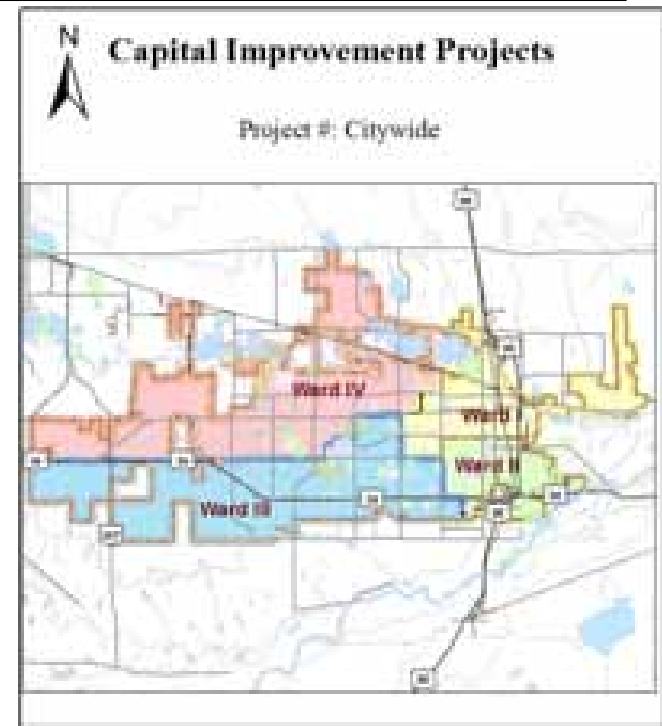 N
Capital Improvement Projects
Project #: Citywide
Ward IV
Ward I
Ward II
Ward III